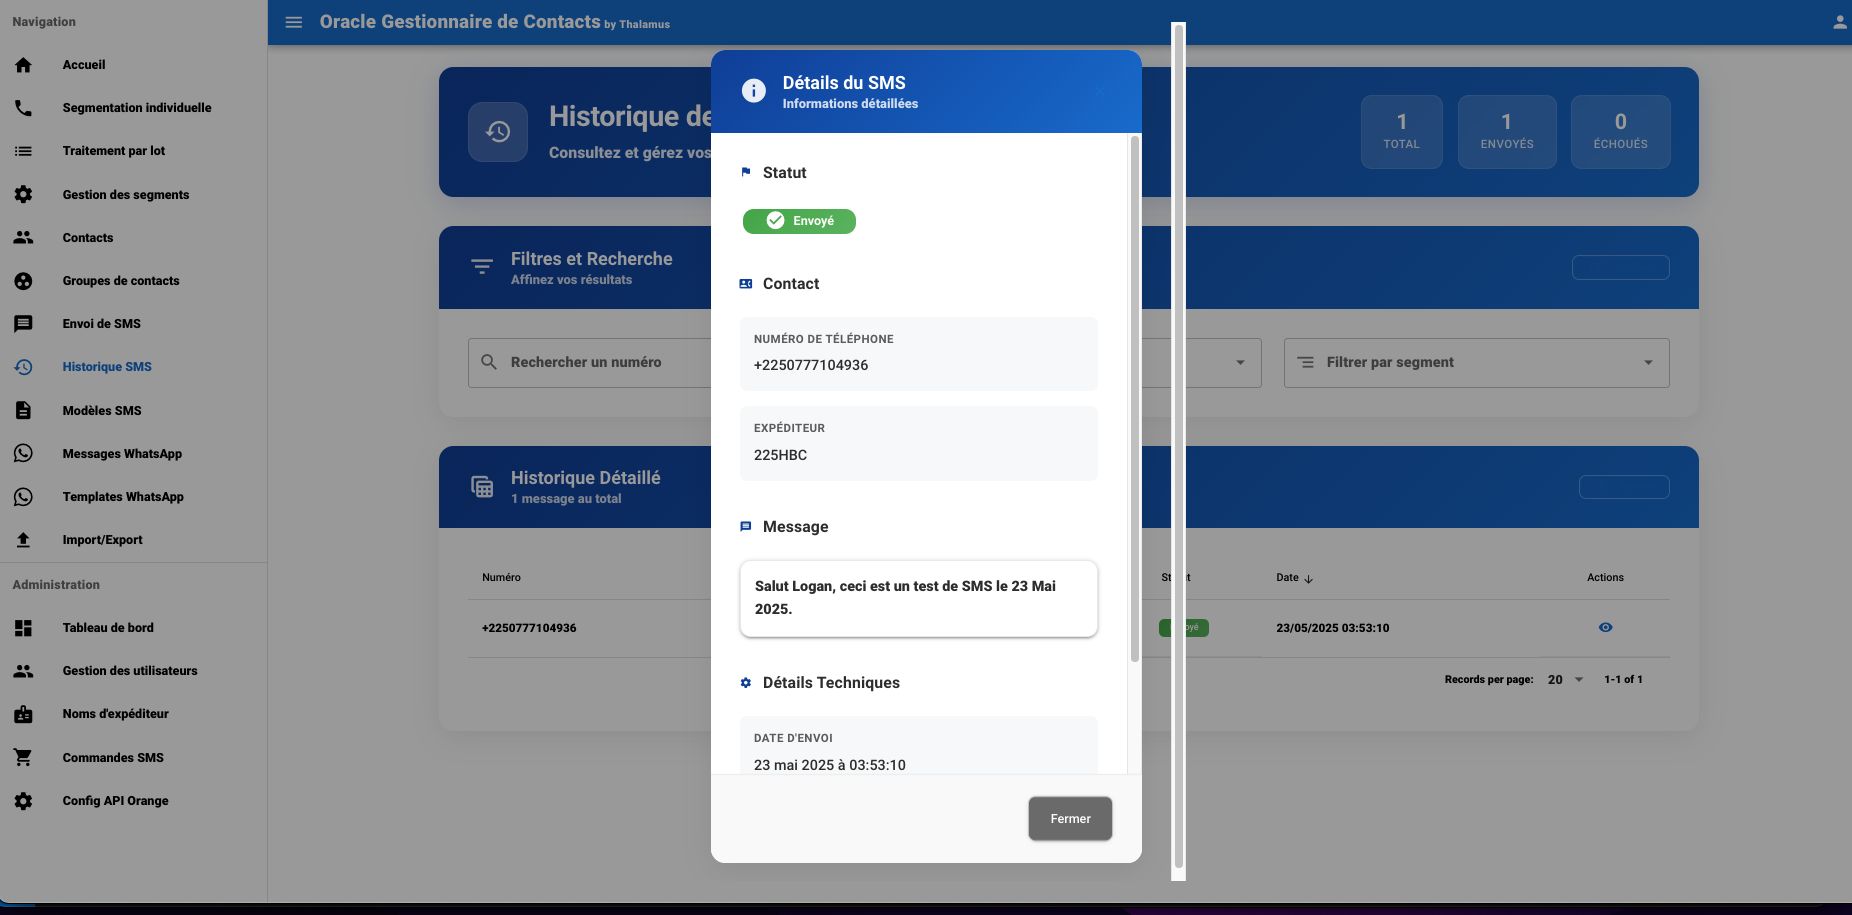 Navigation
Accueil
Segmentation individuelle
Traitement par lot
Gestion des segments
Contacts
Groupes de contacts
Envoi de SMS
Historique SMS
Modèles SMS
Messages WhatsApp
Templates WhatsApp
Import/Export
Administration
Tableau de bord
Gestion des utilisateurs
Noms d'expéditeur
Commandes SMS
Config API Orange
Oracle Gestionnaire de Contacts by Thalamus
Historique de
Consultez et gérez vos
1
TOTAL
1
ENVOYÉS
0
ÉCHOUÉS
Filtres et Recherche
Affinez vos résultats
Rechercher un numéro
Filtrer par segment
Historique Détaillé
1 message au total
Numéro
Date
Actions
+2250777104936
23/05/2025 03:53:10
Records per page: 20 1-1 of 1
Détails du SMS
Informations détaillées
Statut
Envoyé
Contact
NUMÉRO DE TÉLÉPHONE
+2250777104936
EXPÉDITEUR
225HBC
Message
Salut Logan, ceci est un test de SMS le 23 Mai
2025.
Détails Techniques
DATE D'ENVOI
23 mai 2025 à 03:53:10
Fermer